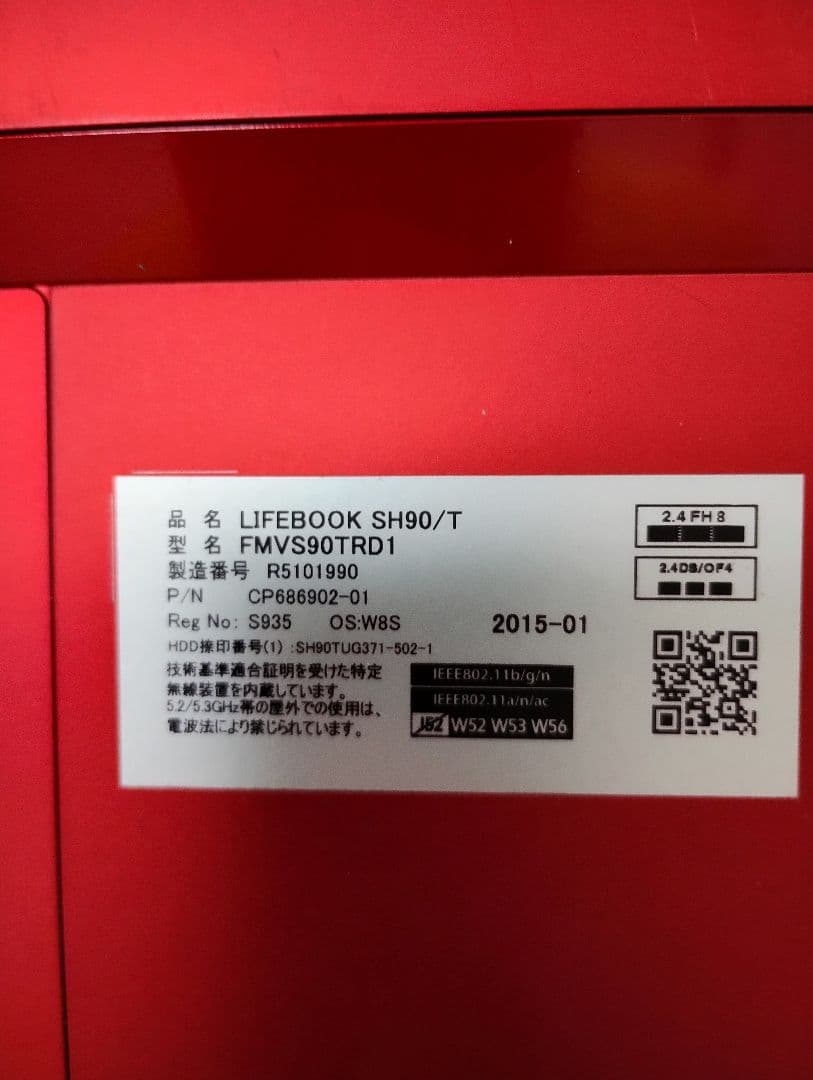 品 名 LIFEBOOK SH90/T
型 名 FMVS90TRD1
製造番号 R5101990
P/N CP686902-01
Reg No: S935 OS:W8S 2015-01
HDD捺印番号(1) :SH90TUG371-502-1
技術基準適合証明を受けた特定
無線装置を内蔵しています。
5.2/5.3GHz帯の屋外での使用は、
電波法により禁じられています。
IEEE802.11b/g/n
IEEE802.11a/n/ac
J52 W52 W53 W56
2.4FH8
2.4DS/OF4